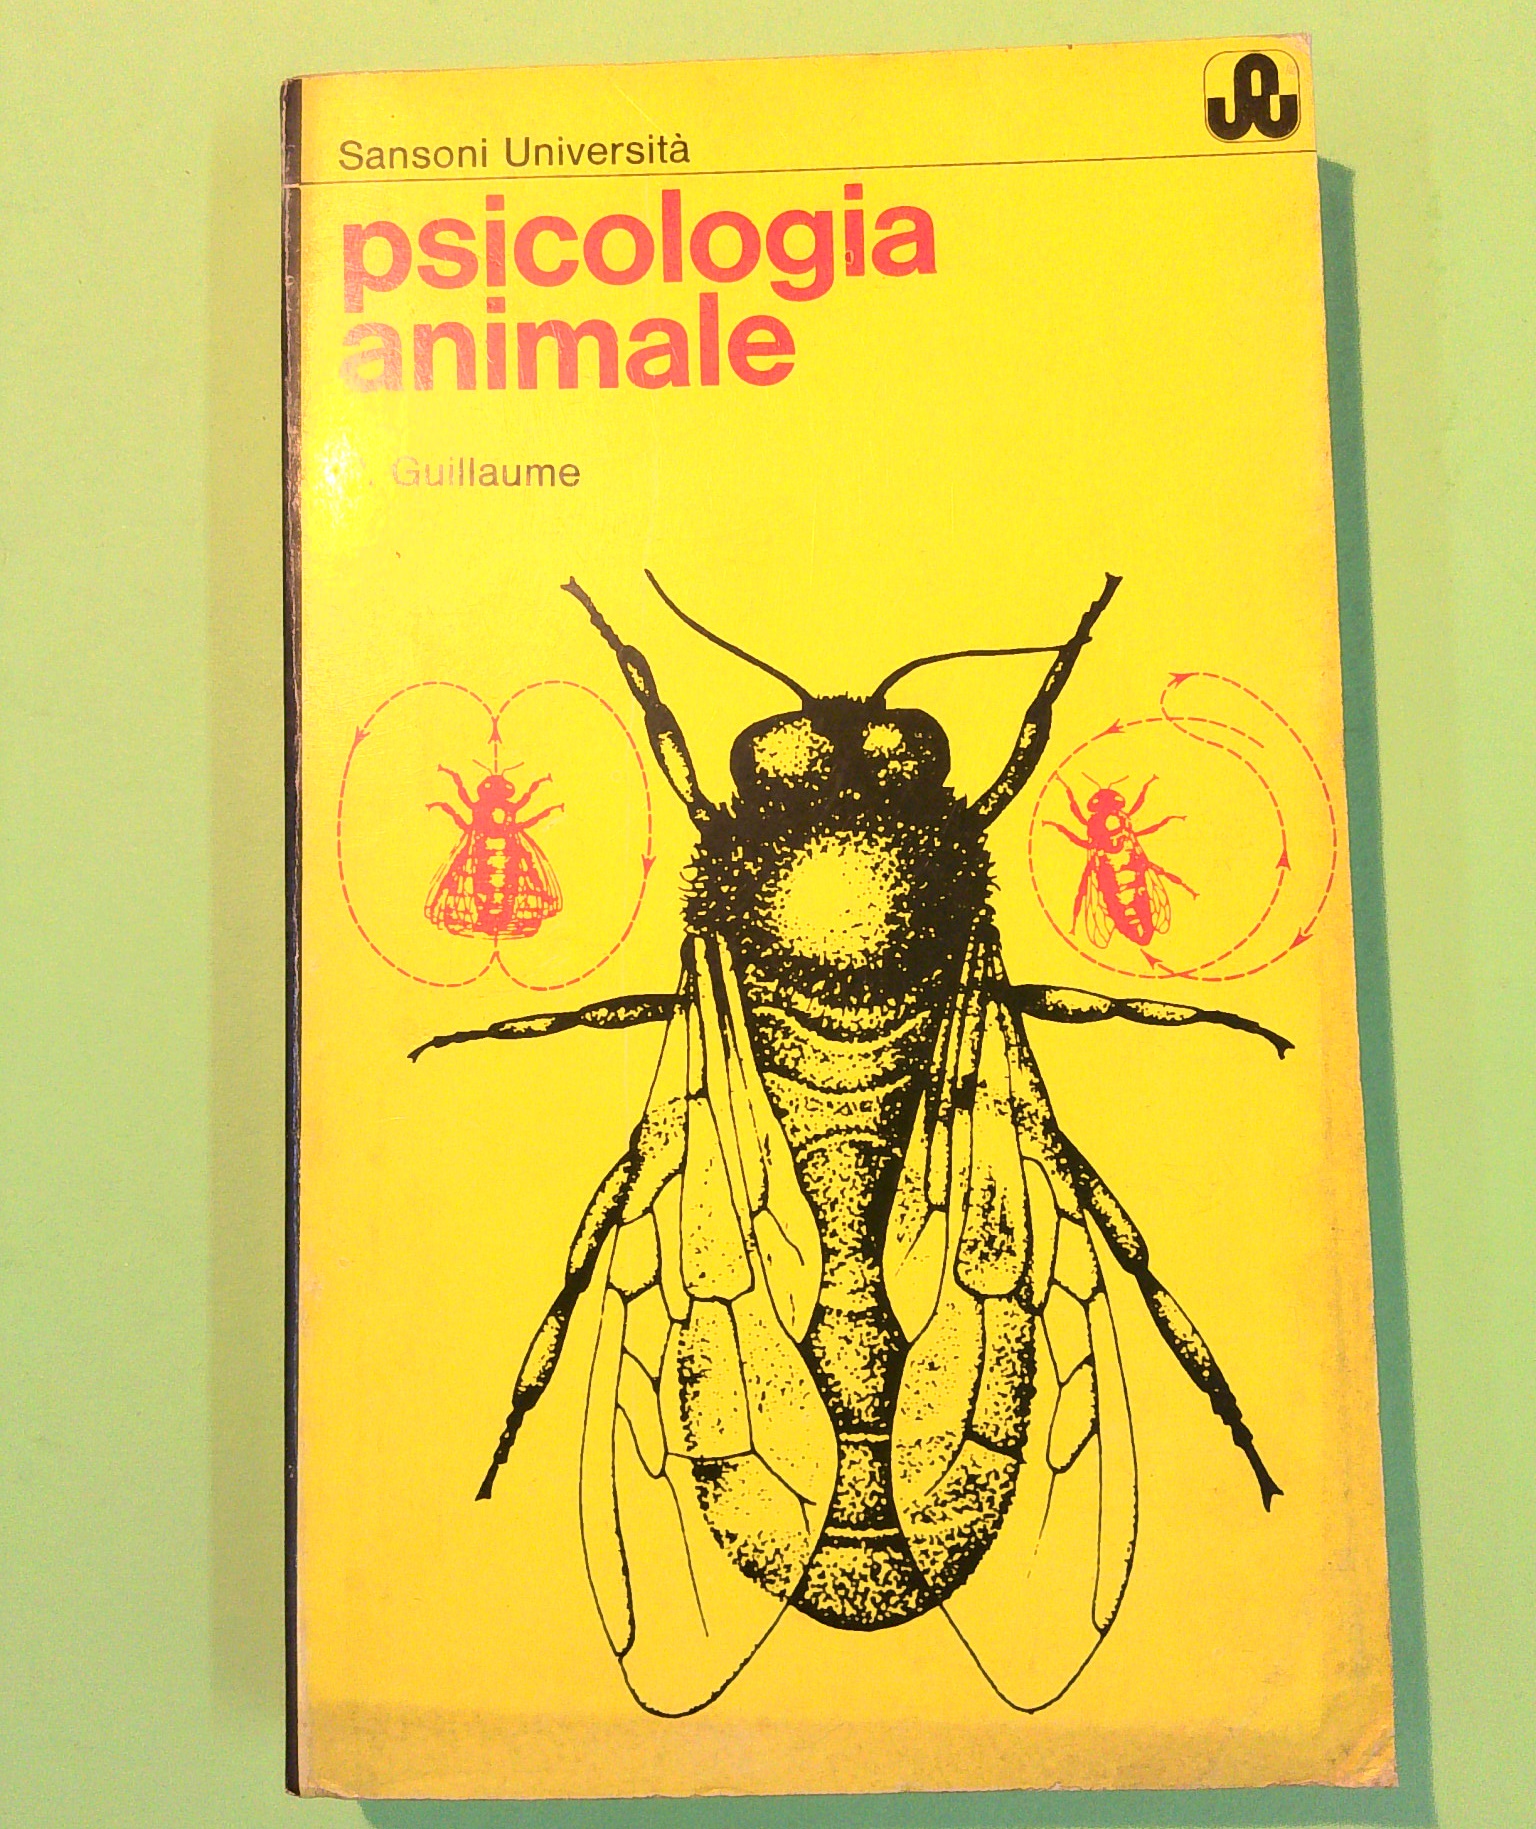 Sansoni Università
psicologia
animale
Guillaume